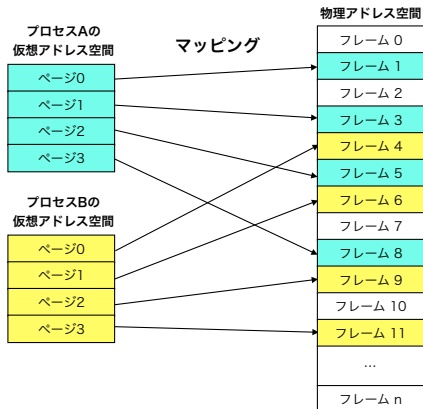 プロセスAの
仮想アドレス空間
ページ0
ページ1
ページ2
ページ3
プロセスBの
仮想アドレス空間
ページ0
ページ1
ページ2
ページ3
マッピング
物理アドレス空間
フレーム 0
フレーム 1
フレーム 2
フレーム 3
フレーム 4
フレーム 5
フレーム 6
フレーム 7
フレーム 8
フレーム 9
フレーム 10
フレーム 11
…
フレーム n